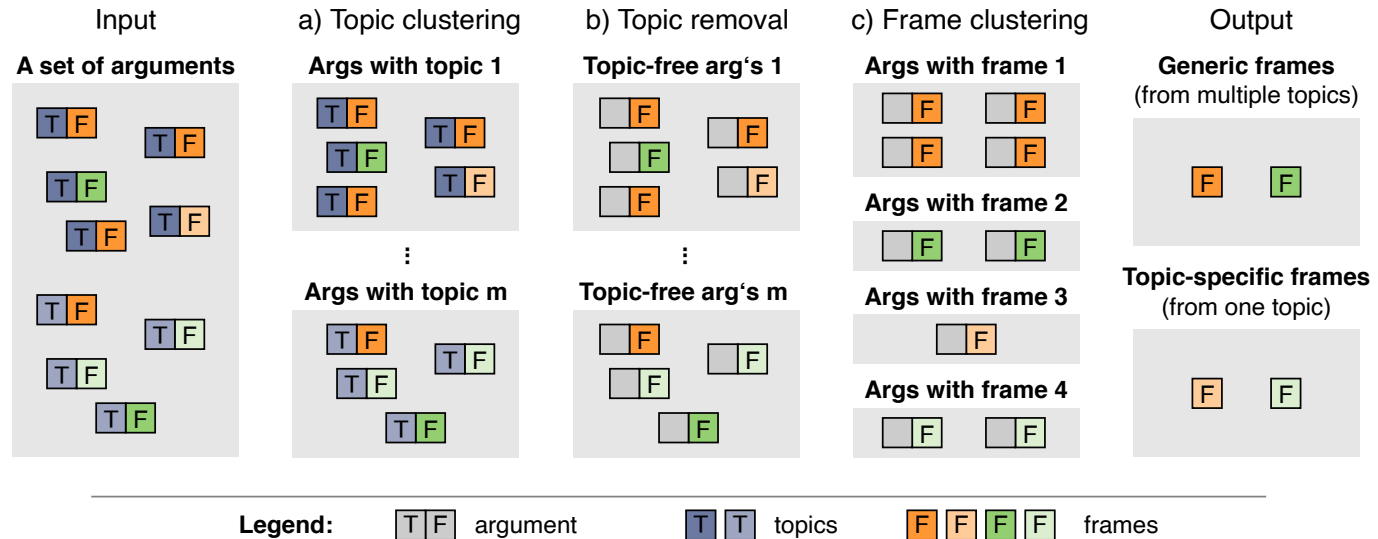 Input
a) Topic clustering
b) Topic removal
c) Frame clustering
Output
A set of arguments
T F
T F
T F
T F
T F
T F
T F
T F
T F
Args with topic 1
T F
T F
T F
T F
T F
...
Args with topic m
T F
T F
T F
T F
Topic-free arg‘s 1
F
F
F
F
F
...
Topic-free arg‘s m
F
F
F
F
Args with frame 1
F F
F F
Args with frame 2
F F
Args with frame 3
F
Args with frame 4
F F
Generic frames
(from multiple topics)
F F
Topic-specific frames
(from one topic)
F F
Legend: T F argument T T topics F F F F frames